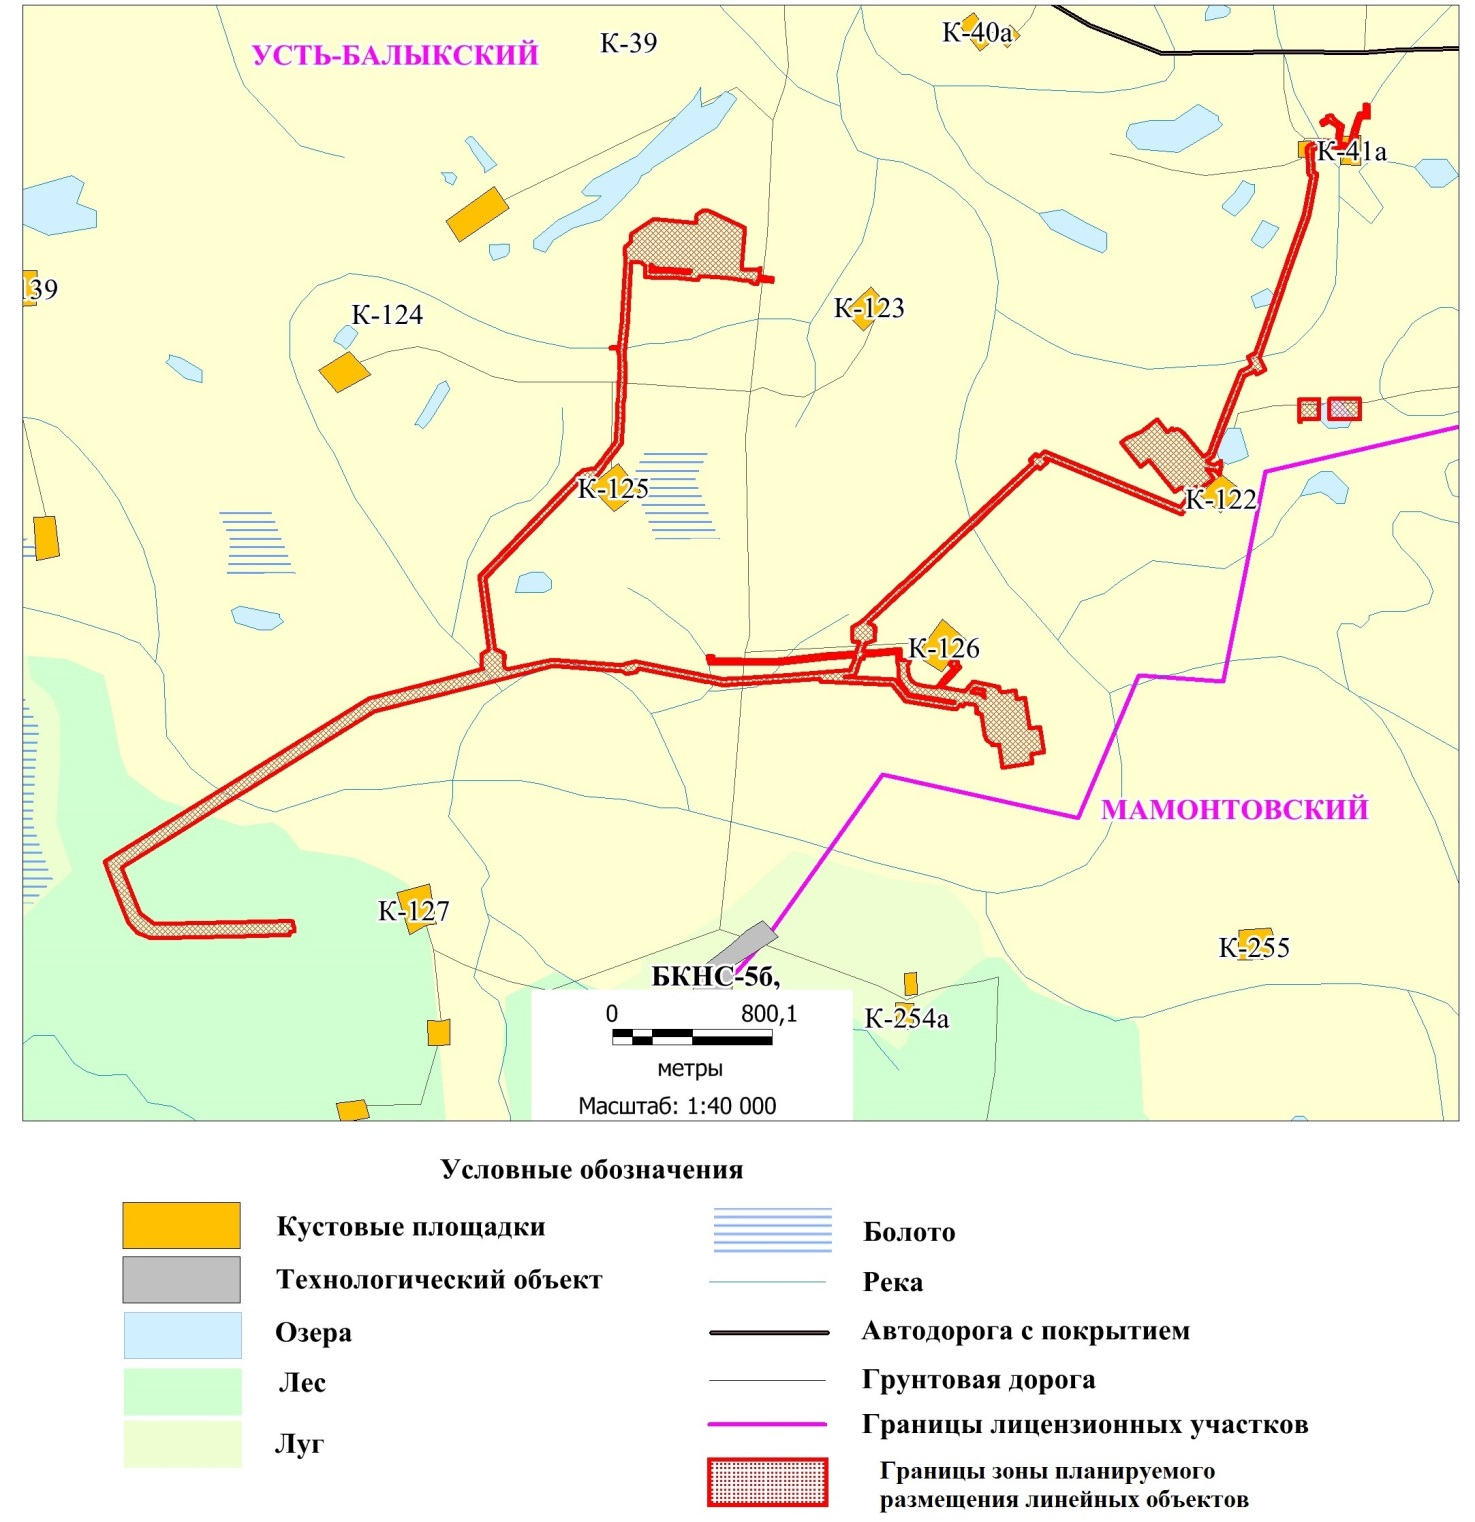 УСТЬ-БАЛЫКСКИЙ
К-39
К-40а
К-41а
139
К-124
К-123
К-125
К-122
К-126
МАМОНТОВСКИЙ
К-127
К-255
БКНС-5б,
К-254а
0 800,1
метры
Масштаб: 1:40 000
Условные обозначения
Кустовые площадки
Технологический объект
Озера
Лес
Луг
Болото
Река
Автодорога с покрытием
Грунтовая дорога
Границы лицензионных участков
Границы зоны планируемого
размещения линейных объектов